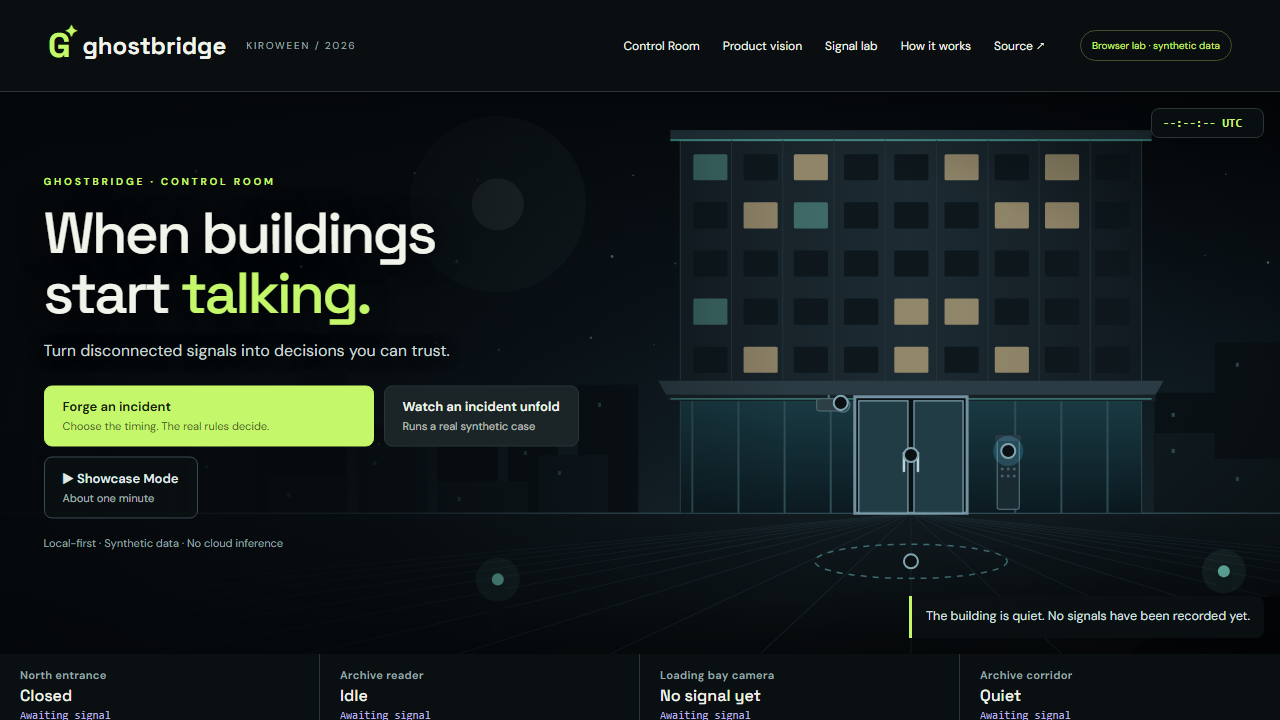 ghostbridge
KIROWEEN / 2026
Control Room
Product vision
Signal lab
How it works
Source ↗
Browser lab · synthetic data
--:--:-- UTC
GHOSTBRIDGE · CONTROL ROOM
When buildings
start talking.
Turn disconnected signals into decisions you can trust.
Forge an incident
Choose the timing. The real rules decide.
Watch an incident unfold
Runs a real synthetic case
▶ Showcase Mode
About one minute
Local-first · Synthetic data · No cloud inference
The building is quiet. No signals have been recorded yet.
North entrance
Closed
Awaiting signal
Archive reader
Idle
Awaiting signal
Loading bay camera
No signal yet
Awaiting signal
Archive corridor
Quiet
Awaiting signal